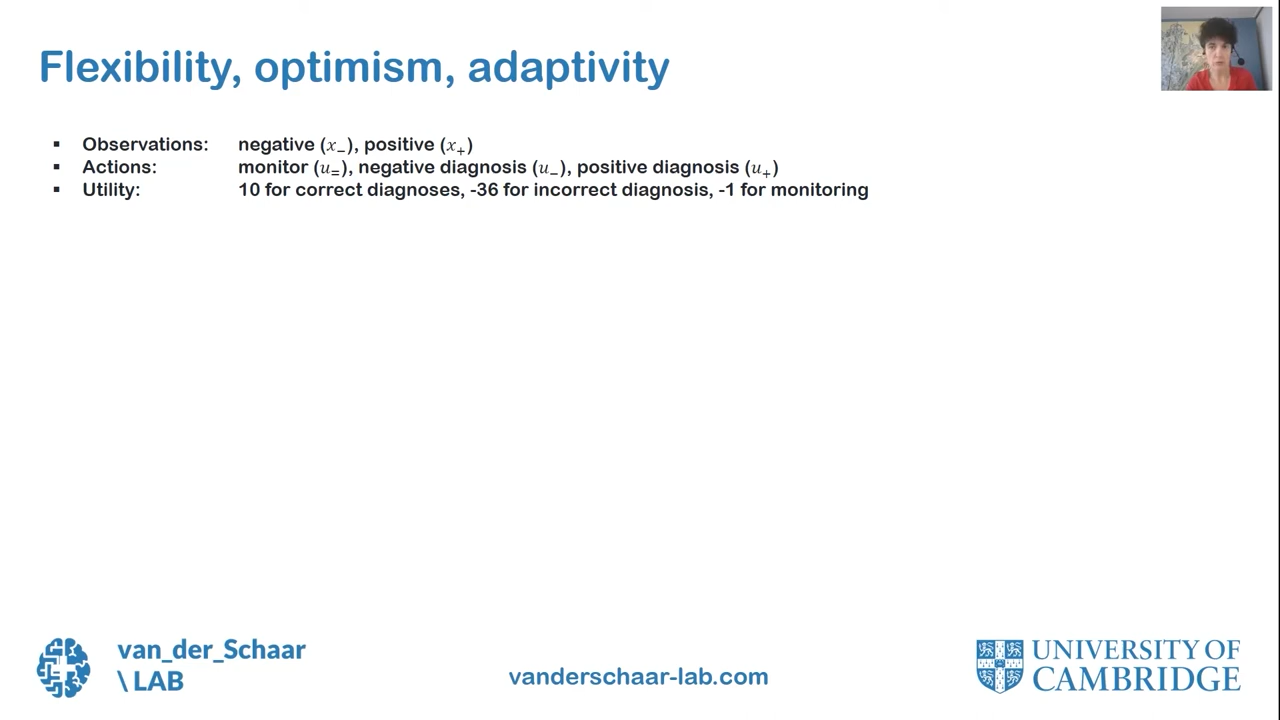 Flexibility, optimism, adaptivity
▪ Observations: negative (x₋), positive (x₊)
▪ Actions: monitor (u₌), negative diagnosis (u₋), positive diagnosis (u₊)
▪ Utility: 10 for correct diagnoses, -36 for incorrect diagnosis, -1 for monitoring
van_der_Schaar
\ LAB
vanderschaar-lab.com
UNIVERSITY OF
CAMBRIDGE